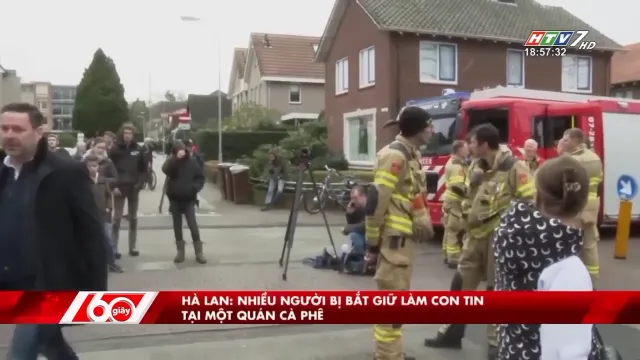 HTV7 HD
18:57:32
60 giây
HÀ LAN: NHIỀU NGƯỜI BỊ BẮT GIỮ LÀM CON TIN
TẠI MỘT QUÁN CÀ PHÊ